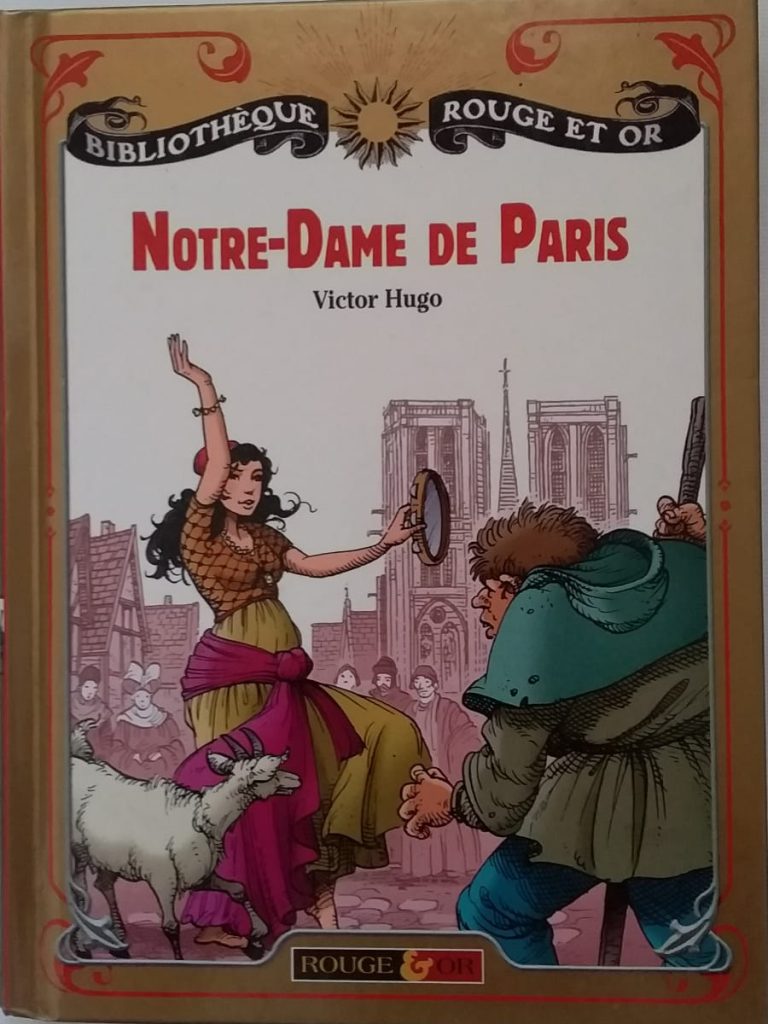 BIBLIOTHÈQUE ROUGE ET OR
NOTRE-DAME DE PARIS
Victor Hugo
ROUGE & OR